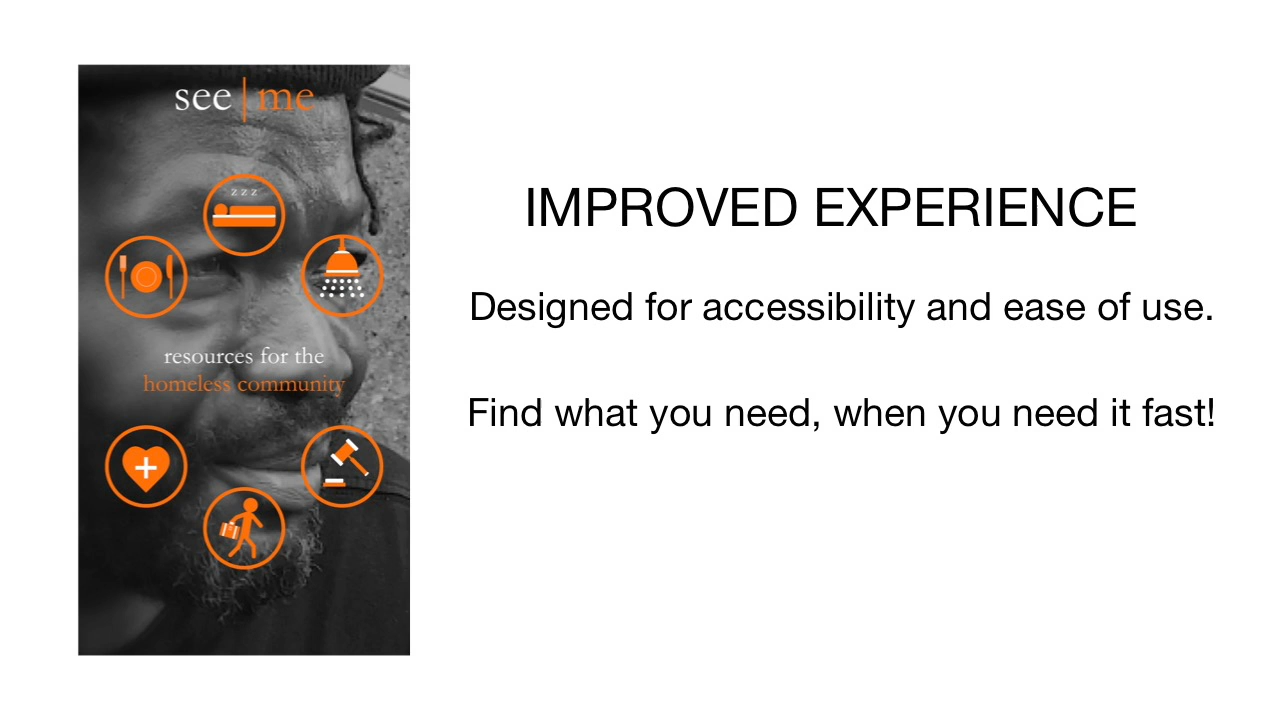 see|me
z z z
resources for the
homeless community
IMPROVED EXPERIENCE
Designed for accessibility and ease of use.
Find what you need, when you need it fast!